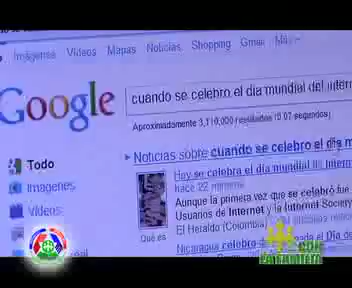 Imágenes Videos Mapas Noticias Shopping Gmail Más
Google
cuando se celebro el dia mundial del inter
Aproximadamente 3,110,000 resultados (0.07 segundos)
Todo
Imágenes
Videos
Noticias sobre cuando se celebro el dia m
Hoy se celebra el día mundial de Intern
hace 22 minutos
Aunque la primera vez que se celebró fue
Usuarios de Internet y la Internet Society
El Heraldo (Colombia)
Qué es
Nicaragua celebra
Día de